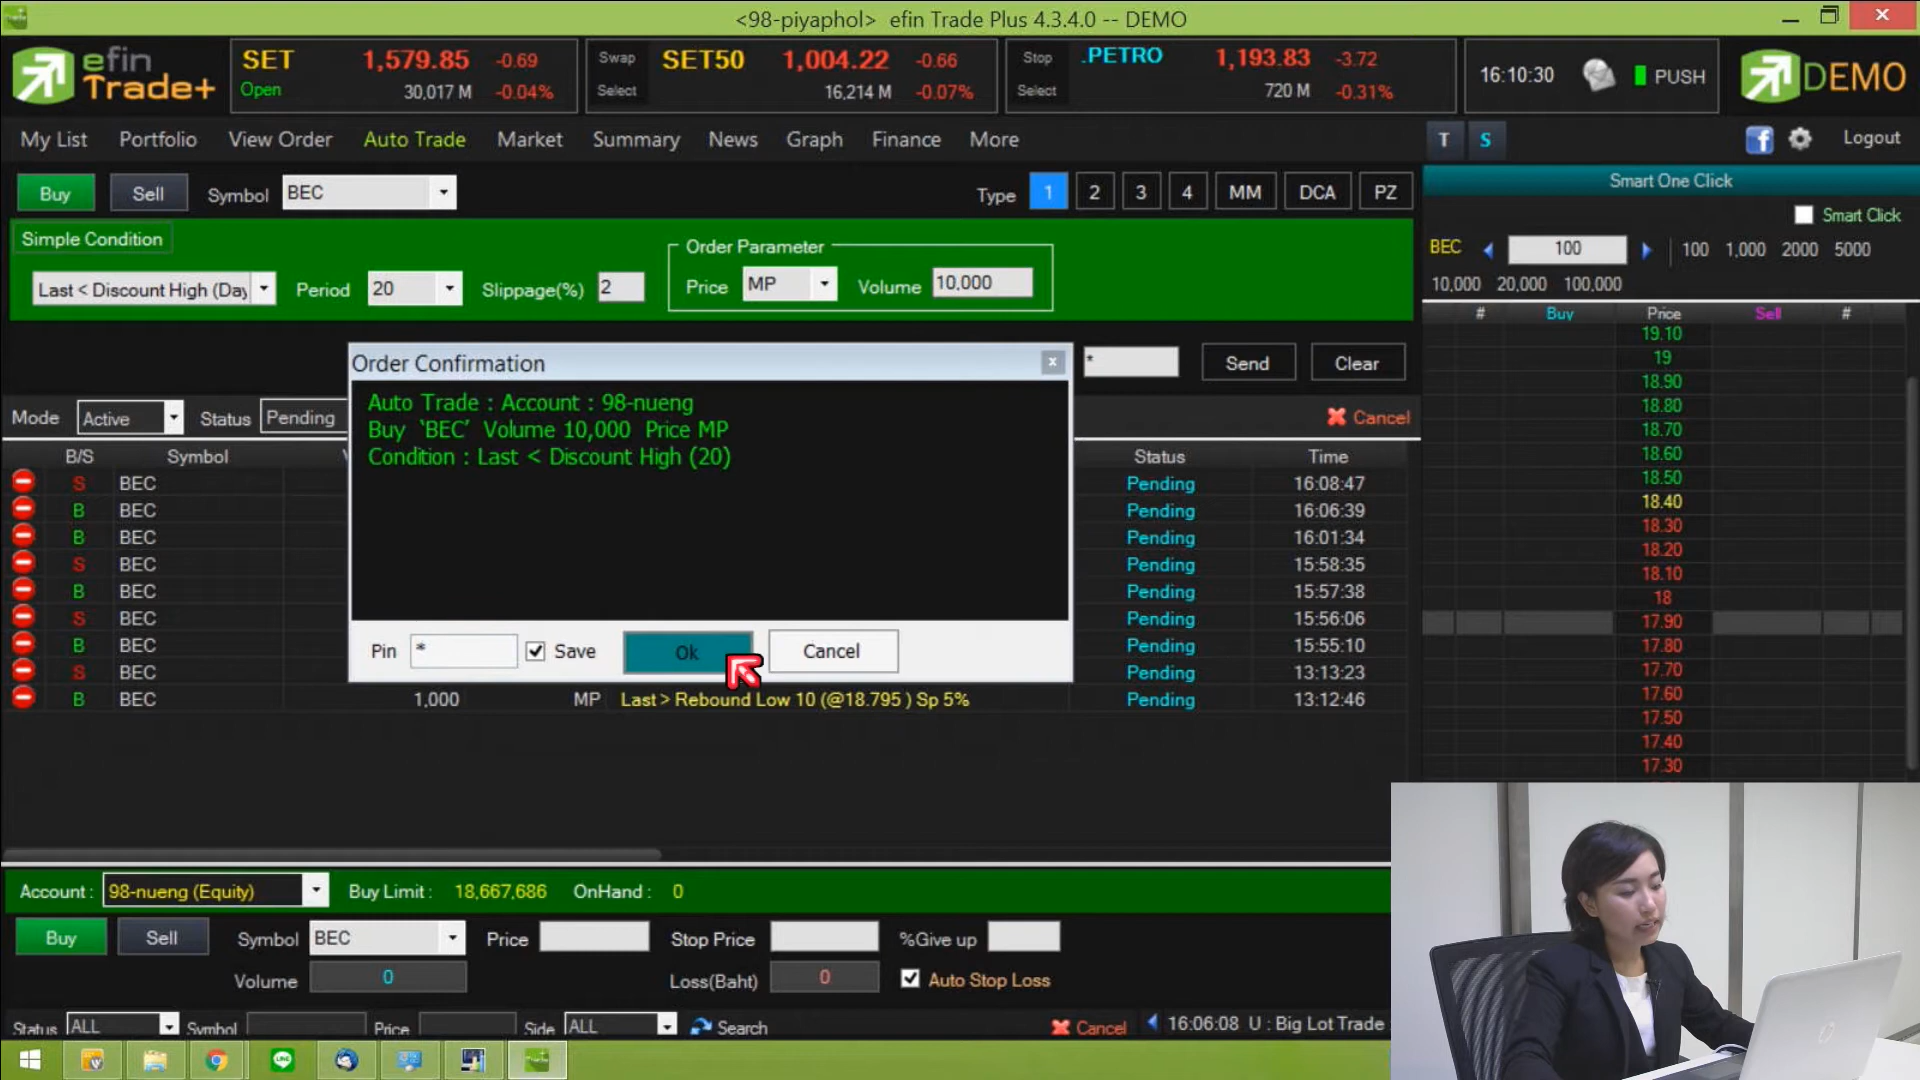 <98-piyaphol> efin Trade Plus 4.3.4.0 -- DEMO
efin Trade+
SET 1,579.85 -0.69
Open 30,017 M -0.04%
Swap SET50 1,004.22 -0.66
Select 16,214 M -0.07%
Stop .PETRO 1,193.83 -3.72
Select 720 M -0.31%
16:10:30 PUSH
DEMO
My List Portfolio View Order Auto Trade Market Summary News Graph Finance More T S f Logout
Buy Sell Symbol BEC Type 1 2 3 4 MM DCA PZ
Simple Condition
Order Parameter
Last < Discount High (Day Period 20 Slippage(%) 2 Price MP Volume 10,000
* Send Clear
Mode Active Status Pending Cancel
B/S Symbol Status Time
S BEC Pending 16:08:47
B BEC Pending 16:06:39
B BEC Pending 16:01:34
S BEC Pending 15:58:35
B BEC Pending 15:57:38
S BEC Pending 15:56:06
B BEC Pending 15:55:10
S BEC Pending 13:13:23
B BEC 1,000 MP Last > Rebound Low 10 (@18.795 ) Sp 5% Pending 13:12:46
Order Confirmation x
Auto Trade : Account : 98-nueng
Buy `BEC' Volume 10,000 Price MP
Condition : Last < Discount High (20)
Pin * Save Ok Cancel
Smart One Click
Smart Click
BEC 100 100 1,000 2000 5000
10,000 20,000 100,000
# Buy Price Sell #
19.10
19
18.90
18.80
18.70
18.60
18.50
18.40
18.30
18.20
18.10
18
17.90
17.80
17.70
17.60
17.50
17.40
17.30
Account : 98-nueng (Equity) Buy Limit : 18,667,686 OnHand : 0
Buy Sell Symbol BEC Price Stop Price %Give up
Volume 0 Loss(Baht) 0 Auto Stop Loss
Status ALL Symbol Price Side ALL Search Cancel 16:06:08 U : Big Lot Trade
LINE